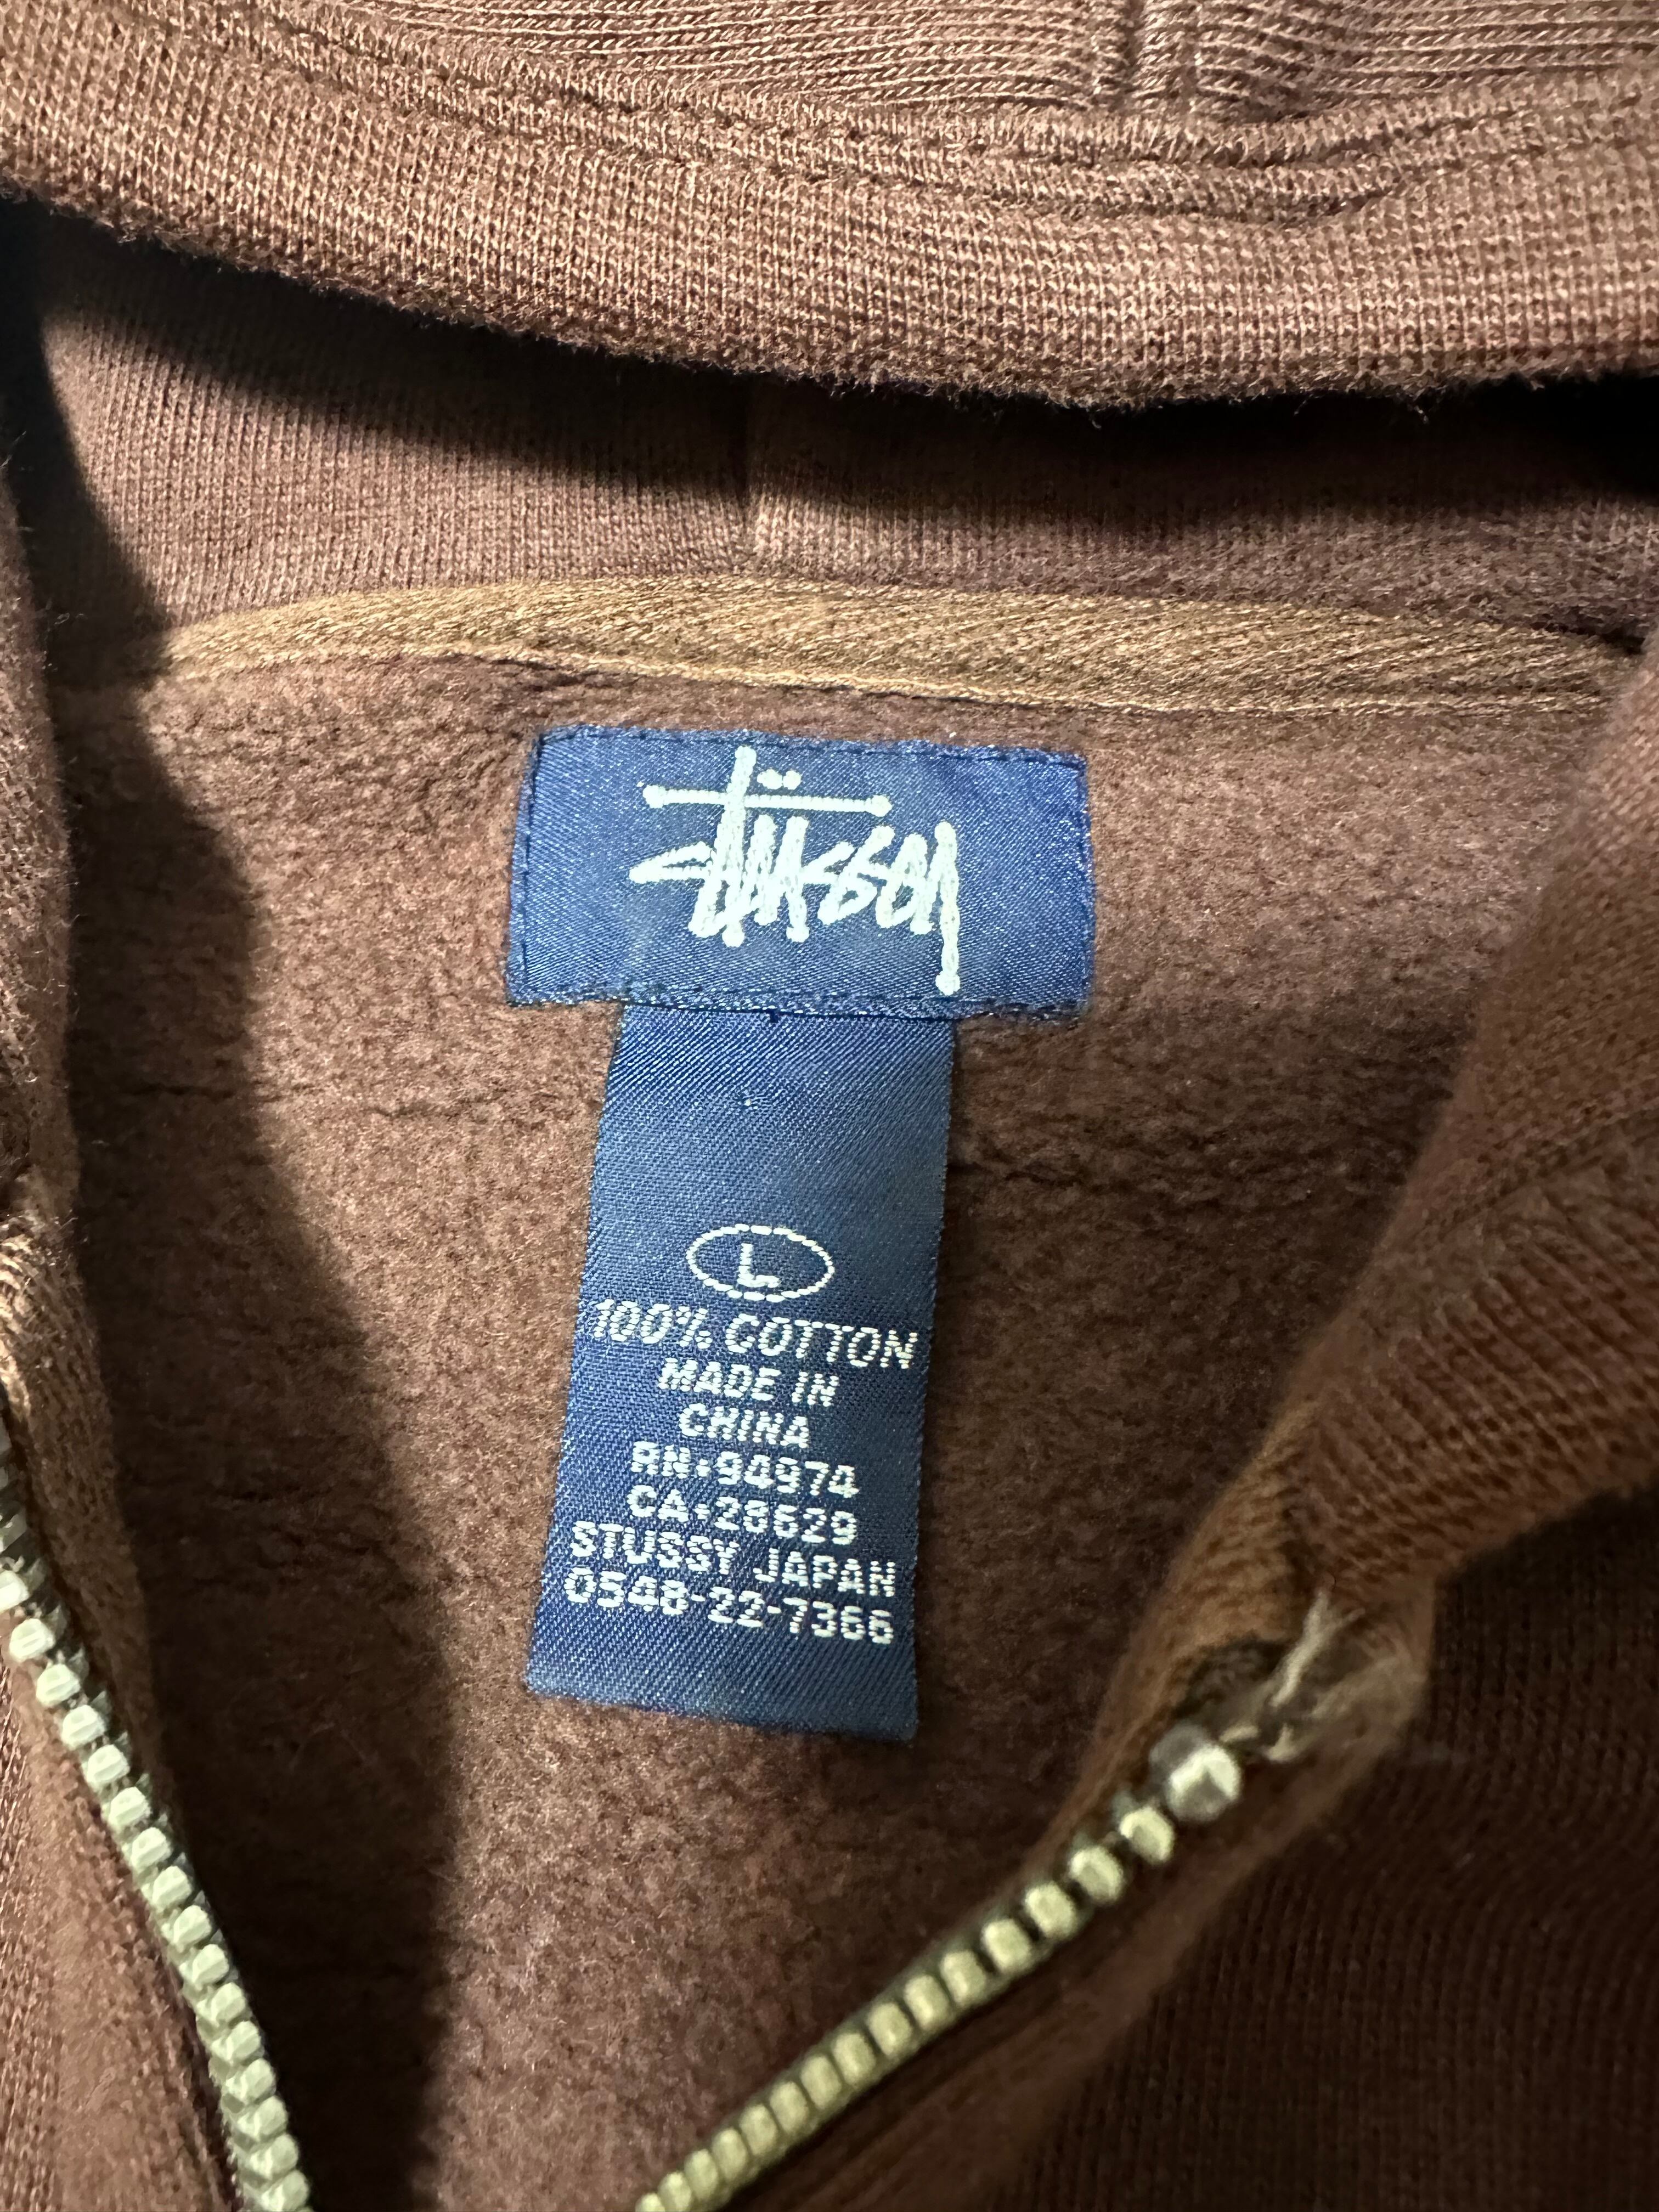 Stüssy
L
100% COTTON
MADE IN
CHINA
RN•94974
CA•28629
STUSSY JAPAN
0548-22-7366